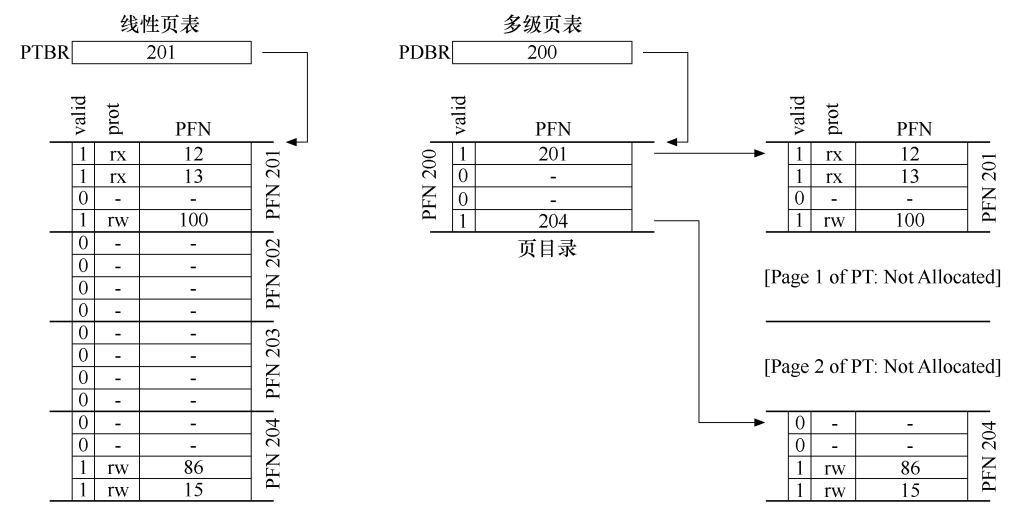 线性页表
PTBR 201
valid prot PFN
1 rx 12
1 rx 13
0 - -
1 rw 100
PFN 201
0 - -
0 - -
0 - -
0 - -
PFN 202
0 - -
0 - -
0 - -
0 - -
PFN 203
0 - -
0 - -
1 rw 86
1 rw 15
PFN 204
多级页表
PDBR 200
valid PFN
PFN 200
1 201
0 -
0 -
1 204
页目录
valid prot PFN
1 rx 12
1 rx 13
0 - -
1 rw 100
PFN 201
[Page 1 of PT: Not Allocated]
[Page 2 of PT: Not Allocated]
0 - -
0 - -
1 rw 86
1 rw 15
PFN 204